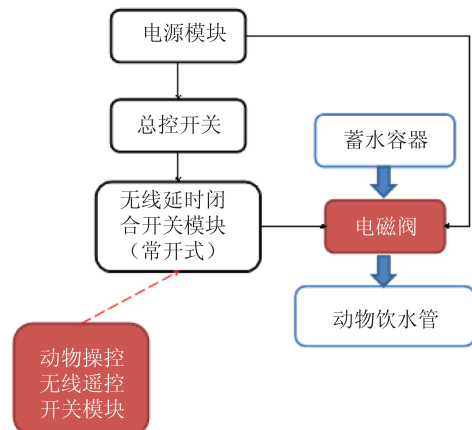 电源模块
总控开关
蓄水容器
无线延时闭
合开关模块
（常开式）
电磁阀
动物饮水管
动物操控
无线遥控
开关模块